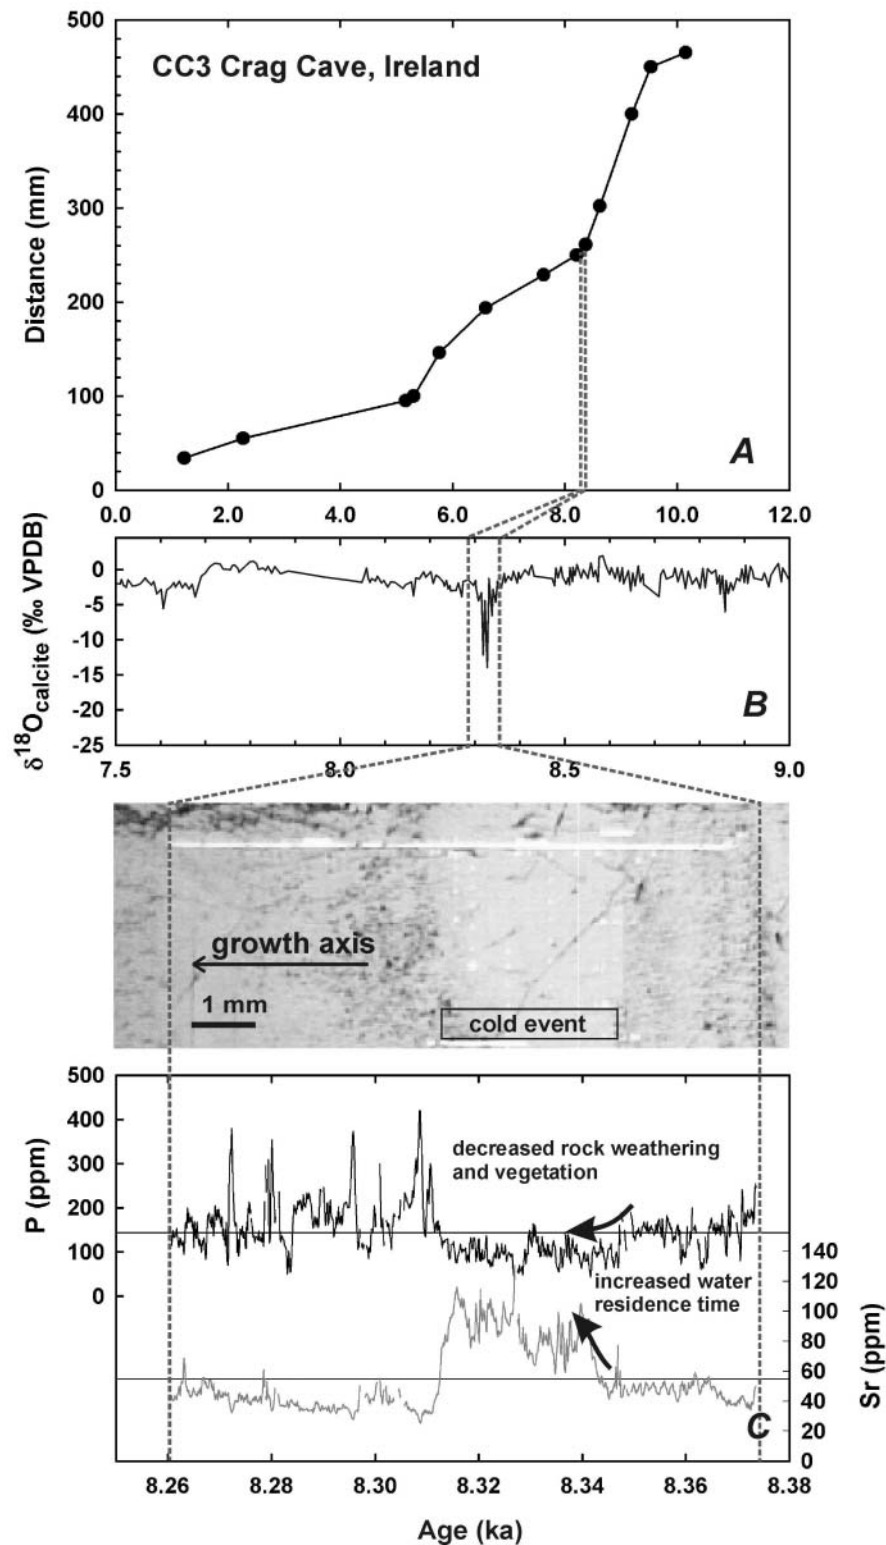 500
CC3 Crag Cave, Ireland
400
300
200
100
0
Distance (mm)
A
0.0 2.0 4.0 6.0 8.0 10.0 12.0
0
-5
-10
-15
-20
-25
δ18Ocalcite (‰ VPDB)
B
7.5 8.0 8.5 9.0
growth axis
1 mm
cold event
500
400
300
200
100
0
P (ppm)
decreased rock weathering
and vegetation
increased water
residence time
140
120
100
80
60
40
20
0
Sr (ppm)
C
8.26 8.28 8.30 8.32 8.34 8.36 8.38
Age (ka)